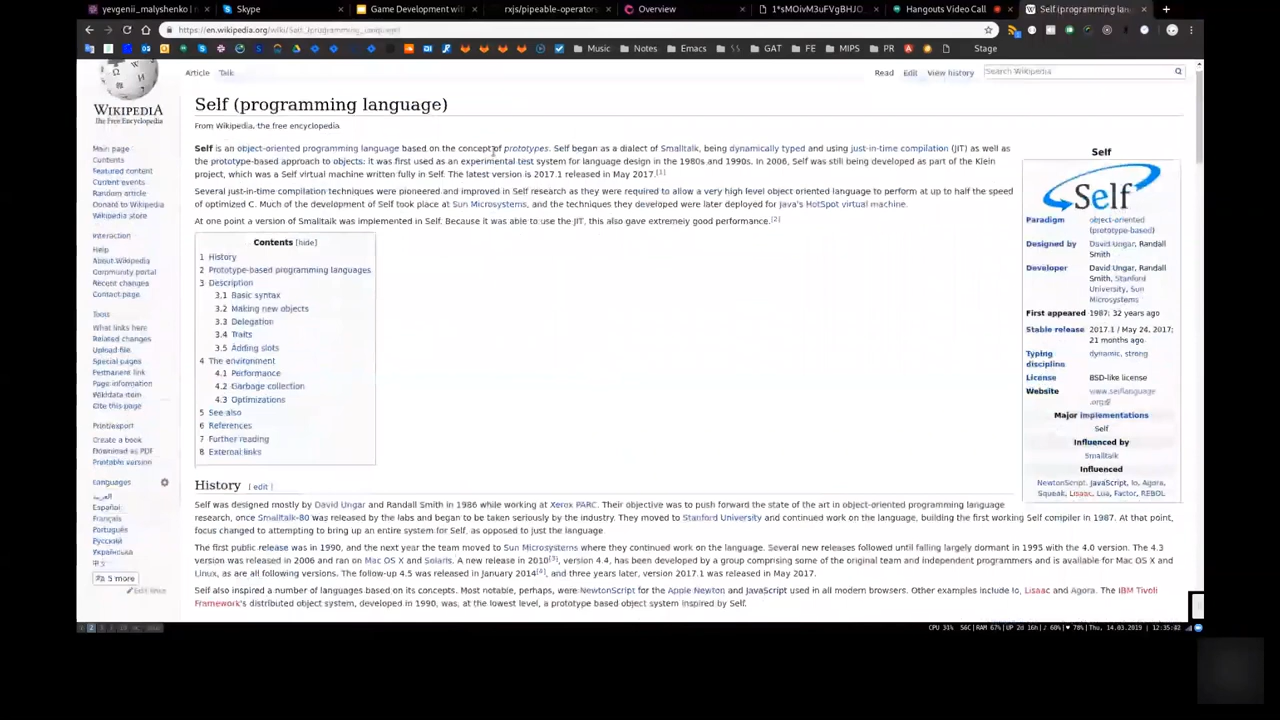 yevgenii_malyshenko
Skype
Game Development wit
rxjs/pipeable-operator
Overview
Hangouts Video Call
Self (programming lan
https://en.wikipedia.org/wiki/Self_(programming_language)
Music
Notes
Emacs
GAT
FE
MIPS
PR
Stage
WIKIPEDIA
The Free Encyclopedia
Main page
Contents
Featured content
Current events
Random article
Donate to Wikipedia
Wikipedia store
Interaction
Help
About Wikipedia
Community portal
Recent changes
Contact page
Tools
What links here
Related changes
Upload file
Special pages
Permanent link
Page information
Wikidata item
Cite this page
Print/export
Create a book
Download as PDF
Printable version
Languages
العربية
Español
Français
Português
Русский
Українська
中文
5 more
Edit links
Article Talk
Read Edit View history
Search Wikipedia
Self (programming language)
From Wikipedia, the free encyclopedia
Self is an object-oriented programming language based on the concept of prototypes. Self began as a dialect of Smalltalk, being dynamically typed and using just-in-time compilation (JIT) as well as
the prototype-based approach to objects: it was first used as an experimental test system for language design in the 1980s and 1990s. In 2006, Self was still being developed as part of the Klein
project, which was a Self virtual machine written fully in Self. The latest version is 2017.1 released in May 2017.[1]
Several just-in-time compilation techniques were pioneered and improved in Self research as they were required to allow a very high level object oriented language to perform at up to half the speed
of optimized C. Much of the development of Self took place at Sun Microsystems, and the techniques they developed were later deployed for Java's HotSpot virtual machine.
At one point a version of Smalltalk was implemented in Self. Because it was able to use the JIT, this also gave extremely good performance.[2]
Contents [hide]
1 History
2 Prototype-based programming languages
3 Description
3.1 Basic syntax
3.2 Making new objects
3.3 Delegation
3.4 Traits
3.5 Adding slots
4 The environment
4.1 Performance
4.2 Garbage collection
4.3 Optimizations
5 See also
6 References
7 Further reading
8 External links
Self
Self
Paradigm object-oriented
(prototype-based)
Designed by David Ungar, Randall
Smith
Developer David Ungar, Randall
Smith, Stanford
University, Sun
Microsystems
First appeared 1987; 32 years ago
Stable release 2017.1 / May 24, 2017;
21 months ago
Typing dynamic, strong
discipline
License BSD-like license
Website www.selflanguage
.org
Major implementations
Self
Influenced by
Smalltalk
Influenced
NewtonScript, JavaScript, Io, Agora,
Squeak, Lisaac, Lua, Factor, REBOL
History [ edit ]
Self was designed mostly by David Ungar and Randall Smith in 1986 while working at Xerox PARC. Their objective was to push forward the state of the art in object-oriented programming language
research, once Smalltalk-80 was released by the labs and began to be taken seriously by the industry. They moved to Stanford University and continued work on the language, building the first working Self compiler in 1987. At that point,
focus changed to attempting to bring up an entire system for Self, as opposed to just the language.
The first public release was in 1990, and the next year the team moved to Sun Microsystems where they continued work on the language. Several new releases followed until falling largely dormant in 1995 with the 4.0 version. The 4.3
version was released in 2006 and ran on Mac OS X and Solaris. A new release in 2010[3], version 4.4, has been developed by a group comprising some of the original team and independent programmers and is available for Mac OS X and
Linux, as are all following versions. The follow-up 4.5 was released in January 2014[4], and three years later, version 2017.1 was released in May 2017.
Self also inspired a number of languages based on its concepts. Most notable, perhaps, were NewtonScript for the Apple Newton and JavaScript used in all modern browsers. Other examples include Io, Lisaac and Agora. The IBM Tivoli
Framework's distributed object system, developed in 1990, was, at the lowest level, a prototype based object system inspired by Self.